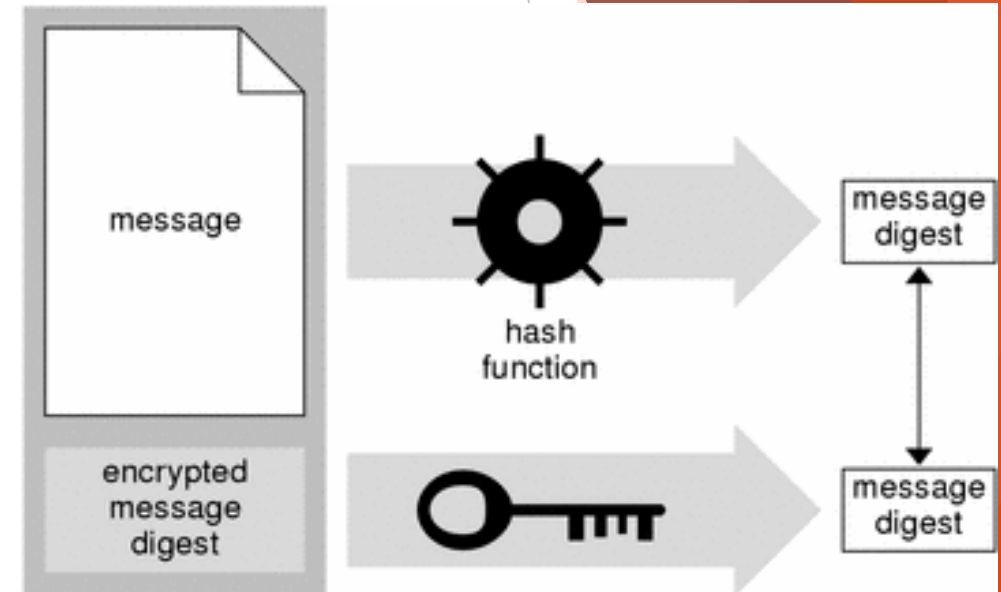 message
hash
function
message
digest
encrypted
message
digest
message
digest